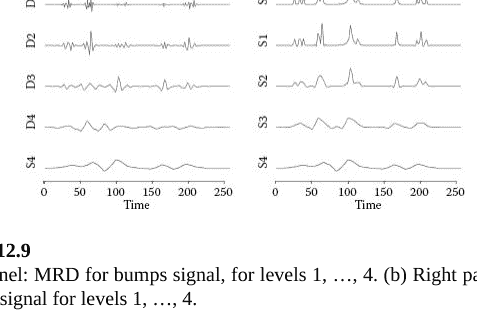 D2
D3
D4
S4
0 50 100 150 200 250
Time
S1
S2
S3
S4
0 50 100 150 200 250
Time
12.9
nel: MRD for bumps signal, for levels 1, …, 4. (b) Right pa
signal for levels 1, …, 4.